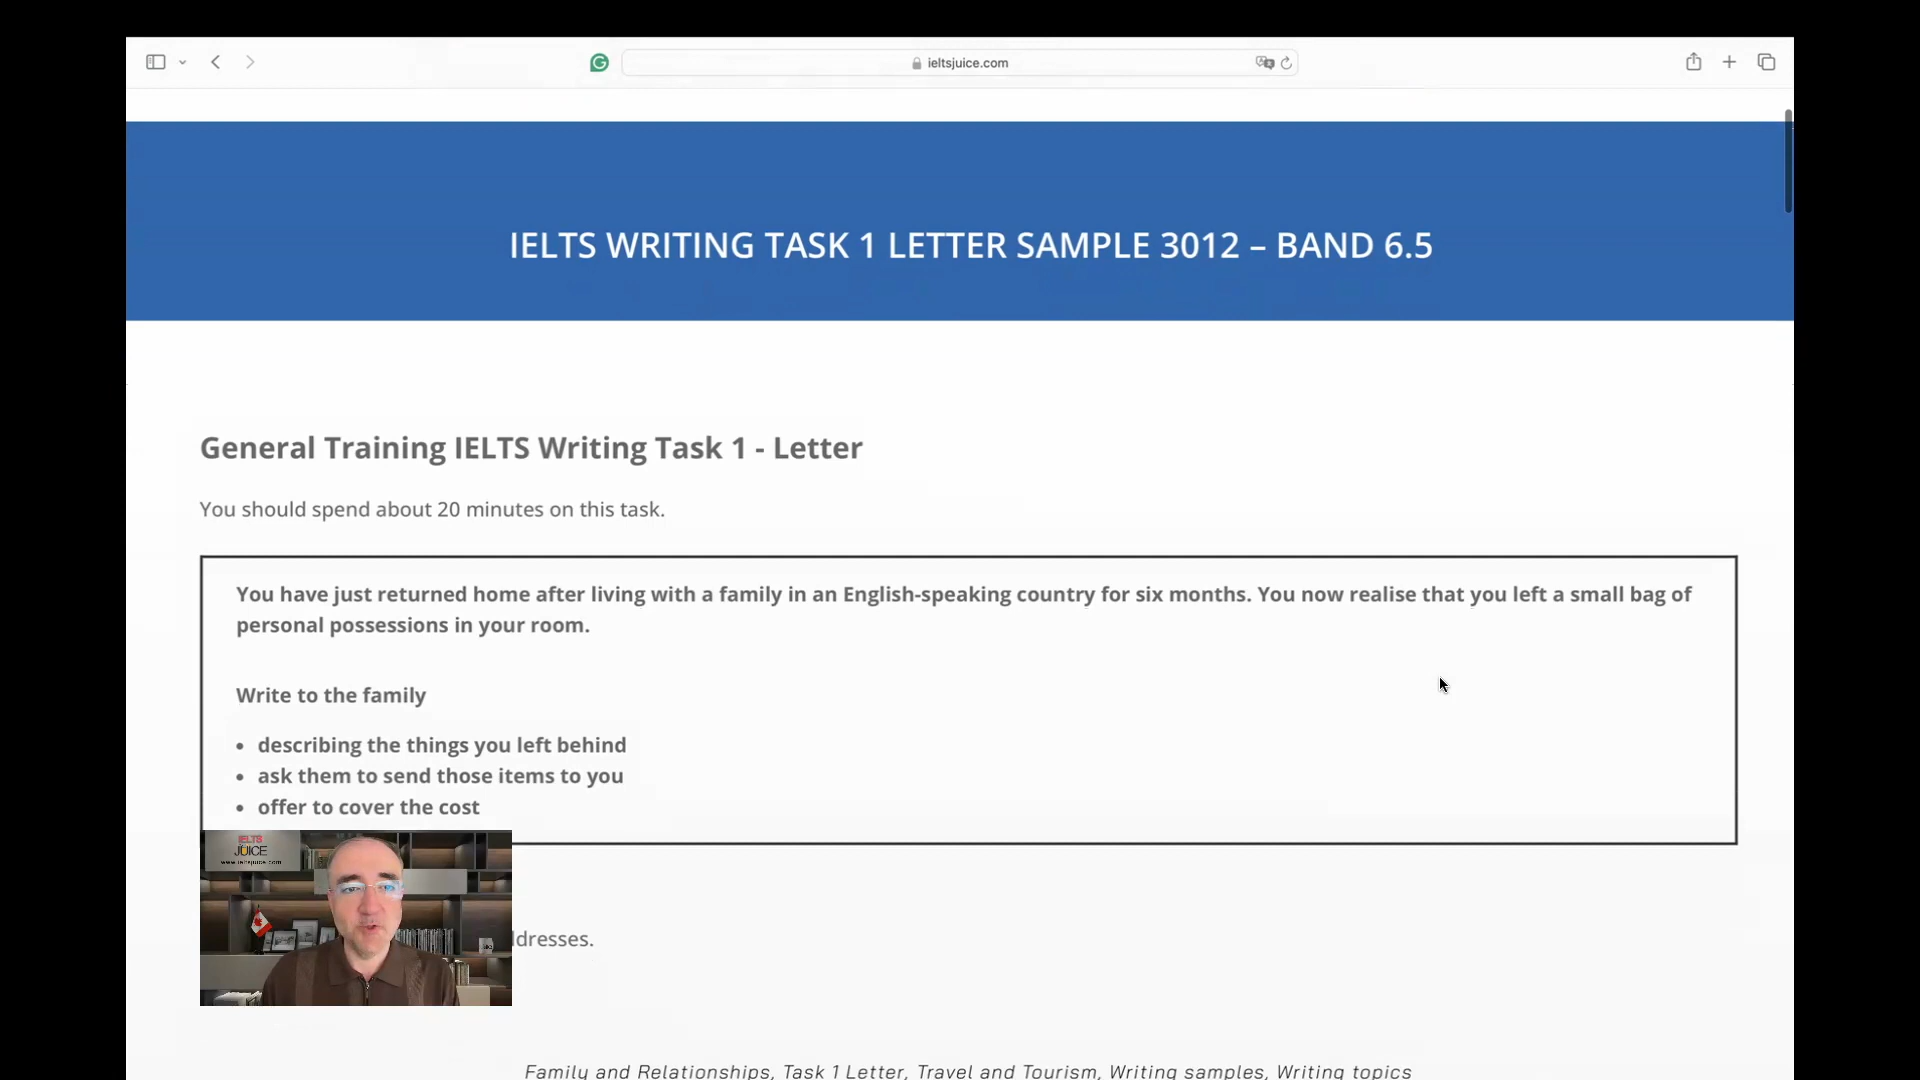 ieltsjuice.com
IELTS WRITING TASK 1 LETTER SAMPLE 3012 – BAND 6.5
General Training IELTS Writing Task 1 - Letter
You should spend about 20 minutes on this task.
You have just returned home after living with a family in an English-speaking country for six months. You now realise that you left a small bag of
personal possessions in your room.
Write to the family
• describing the things you left behind
• ask them to send those items to you
• offer to cover the cost
IELTS
JUICE
www.ieltsjuice.com
ddresses.
Family and Relationships, Task 1 Letter, Travel and Tourism, Writing samples, Writing topics